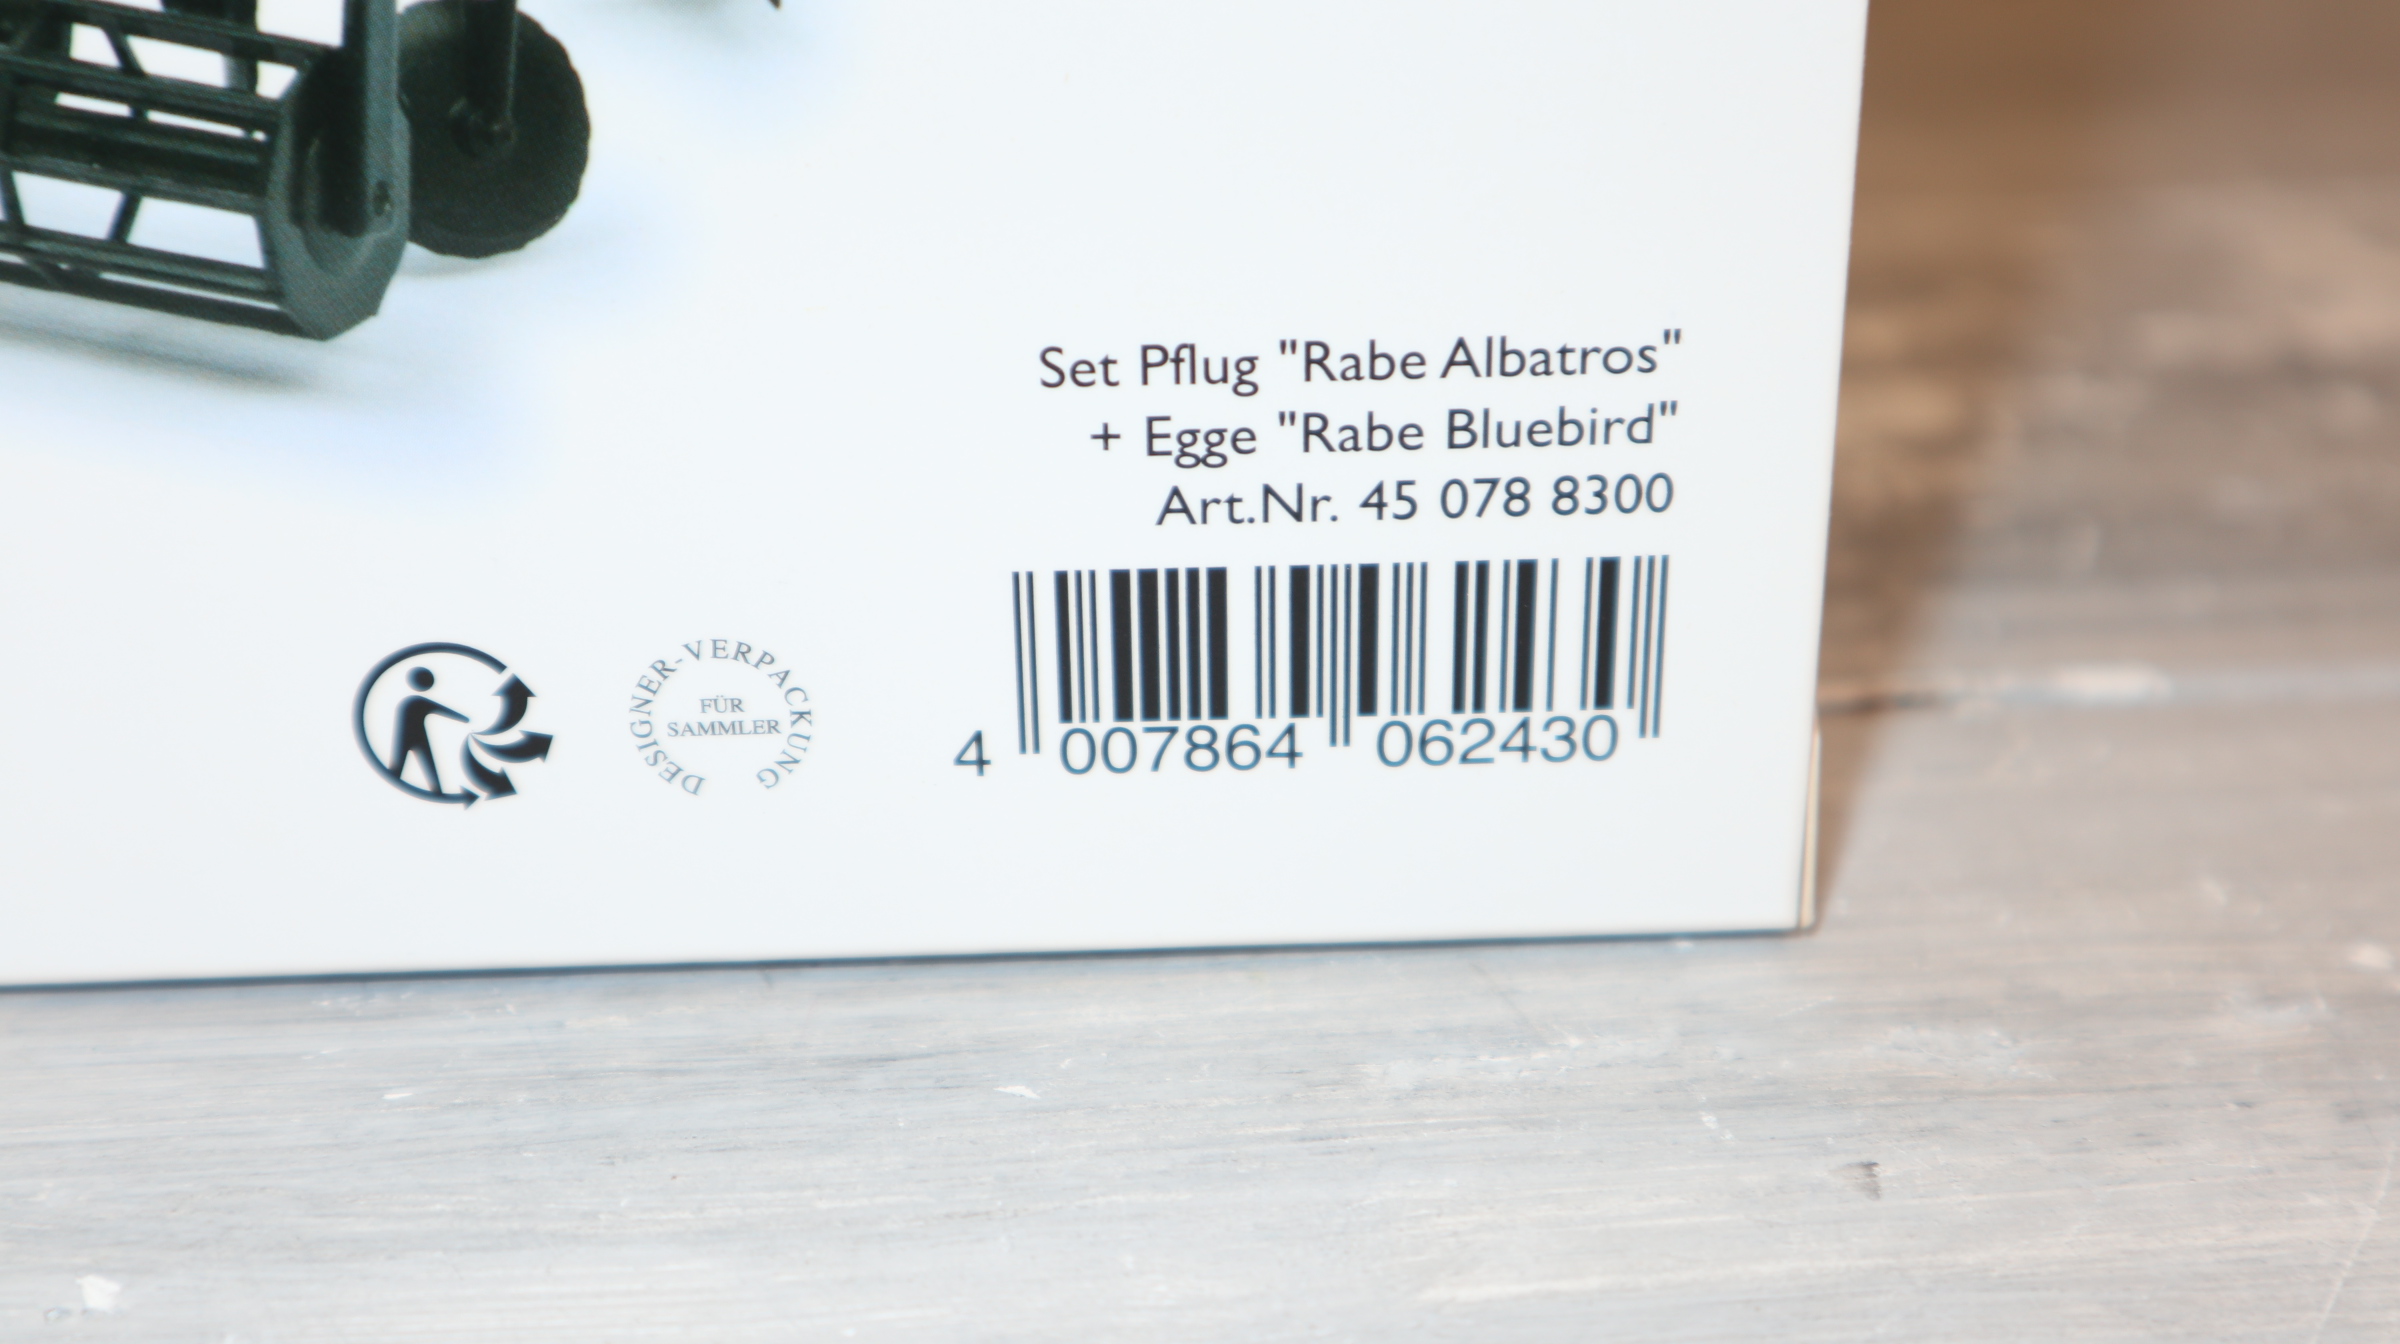 Set Pflug "Rabe Albatros"
+ Egge "Rabe Bluebird"
Art.Nr. 45 078 8300
DESIGNER-VERPACKUNG
FÜR
SAMMLER
4 007864 062430